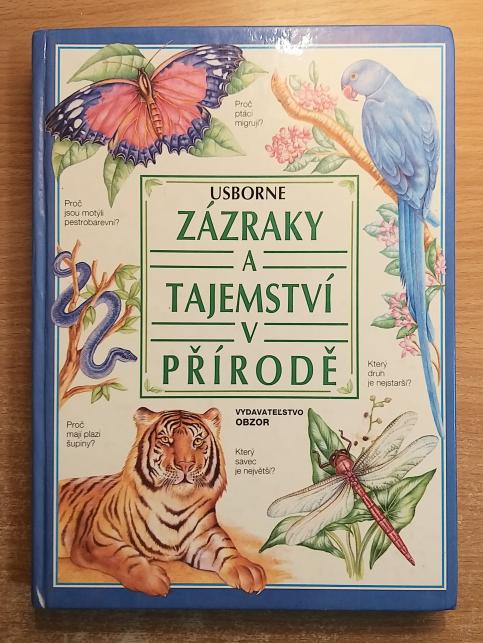 Proč
ptáci
migrují?
Proč
jsou motýli
pestrobarevní?
USBORNE
ZÁZRAKY
A
TAJEMSTVÍ
V
PŘÍRODĚ
Který
druh
je nejstarší?
VYDAVATEĽSTVO
OBZOR
Proč
mají plazi
šupiny?
Který
savec
je největší?